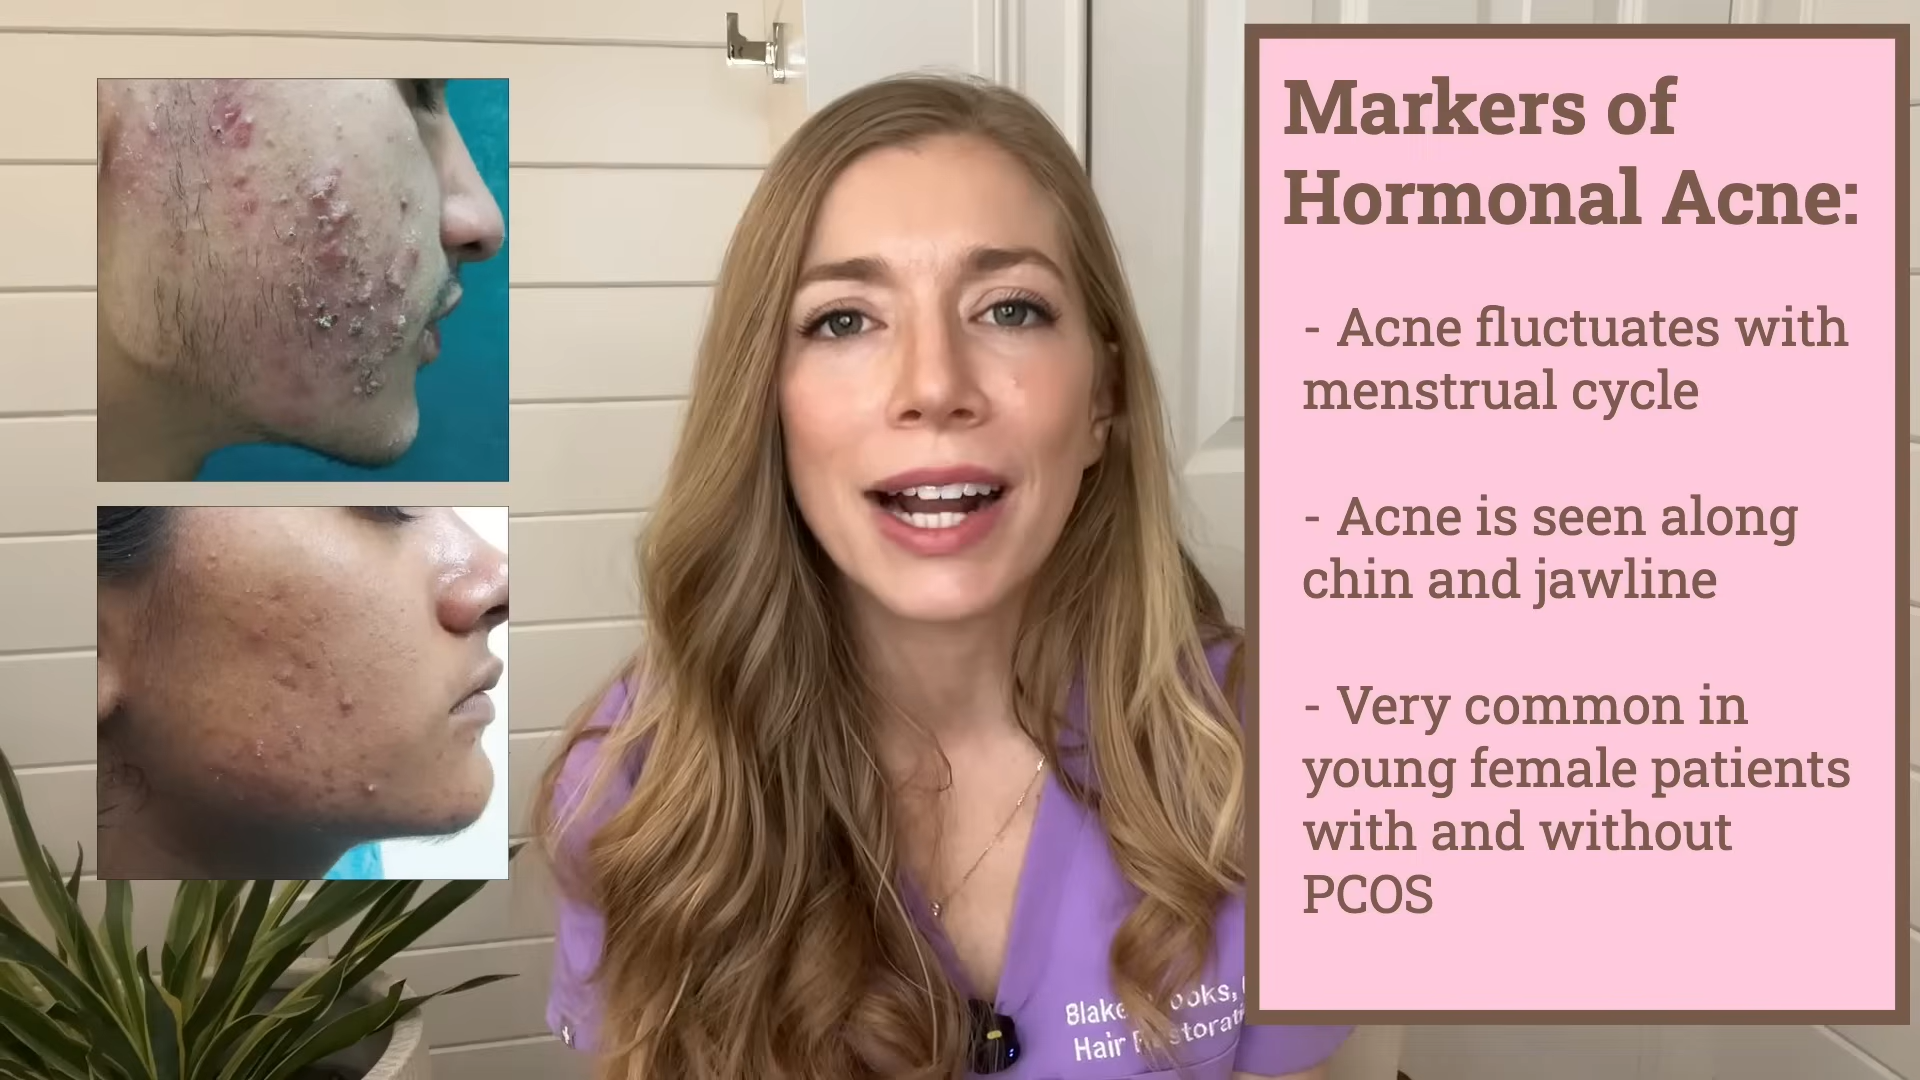 Markers of
Hormonal Acne:
- Acne fluctuates with
menstrual cycle
- Acne is seen along
chin and jawline
- Very common in
young female patients
with and without
PCOS
Hair